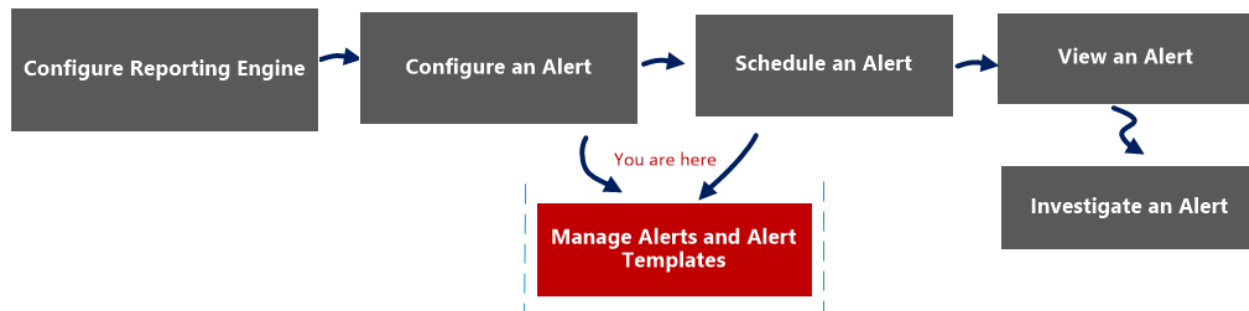 Configure Reporting Engine
Configure an Alert
Schedule an Alert
View an Alert
You are here
Manage Alerts and Alert
Templates
Investigate an Alert